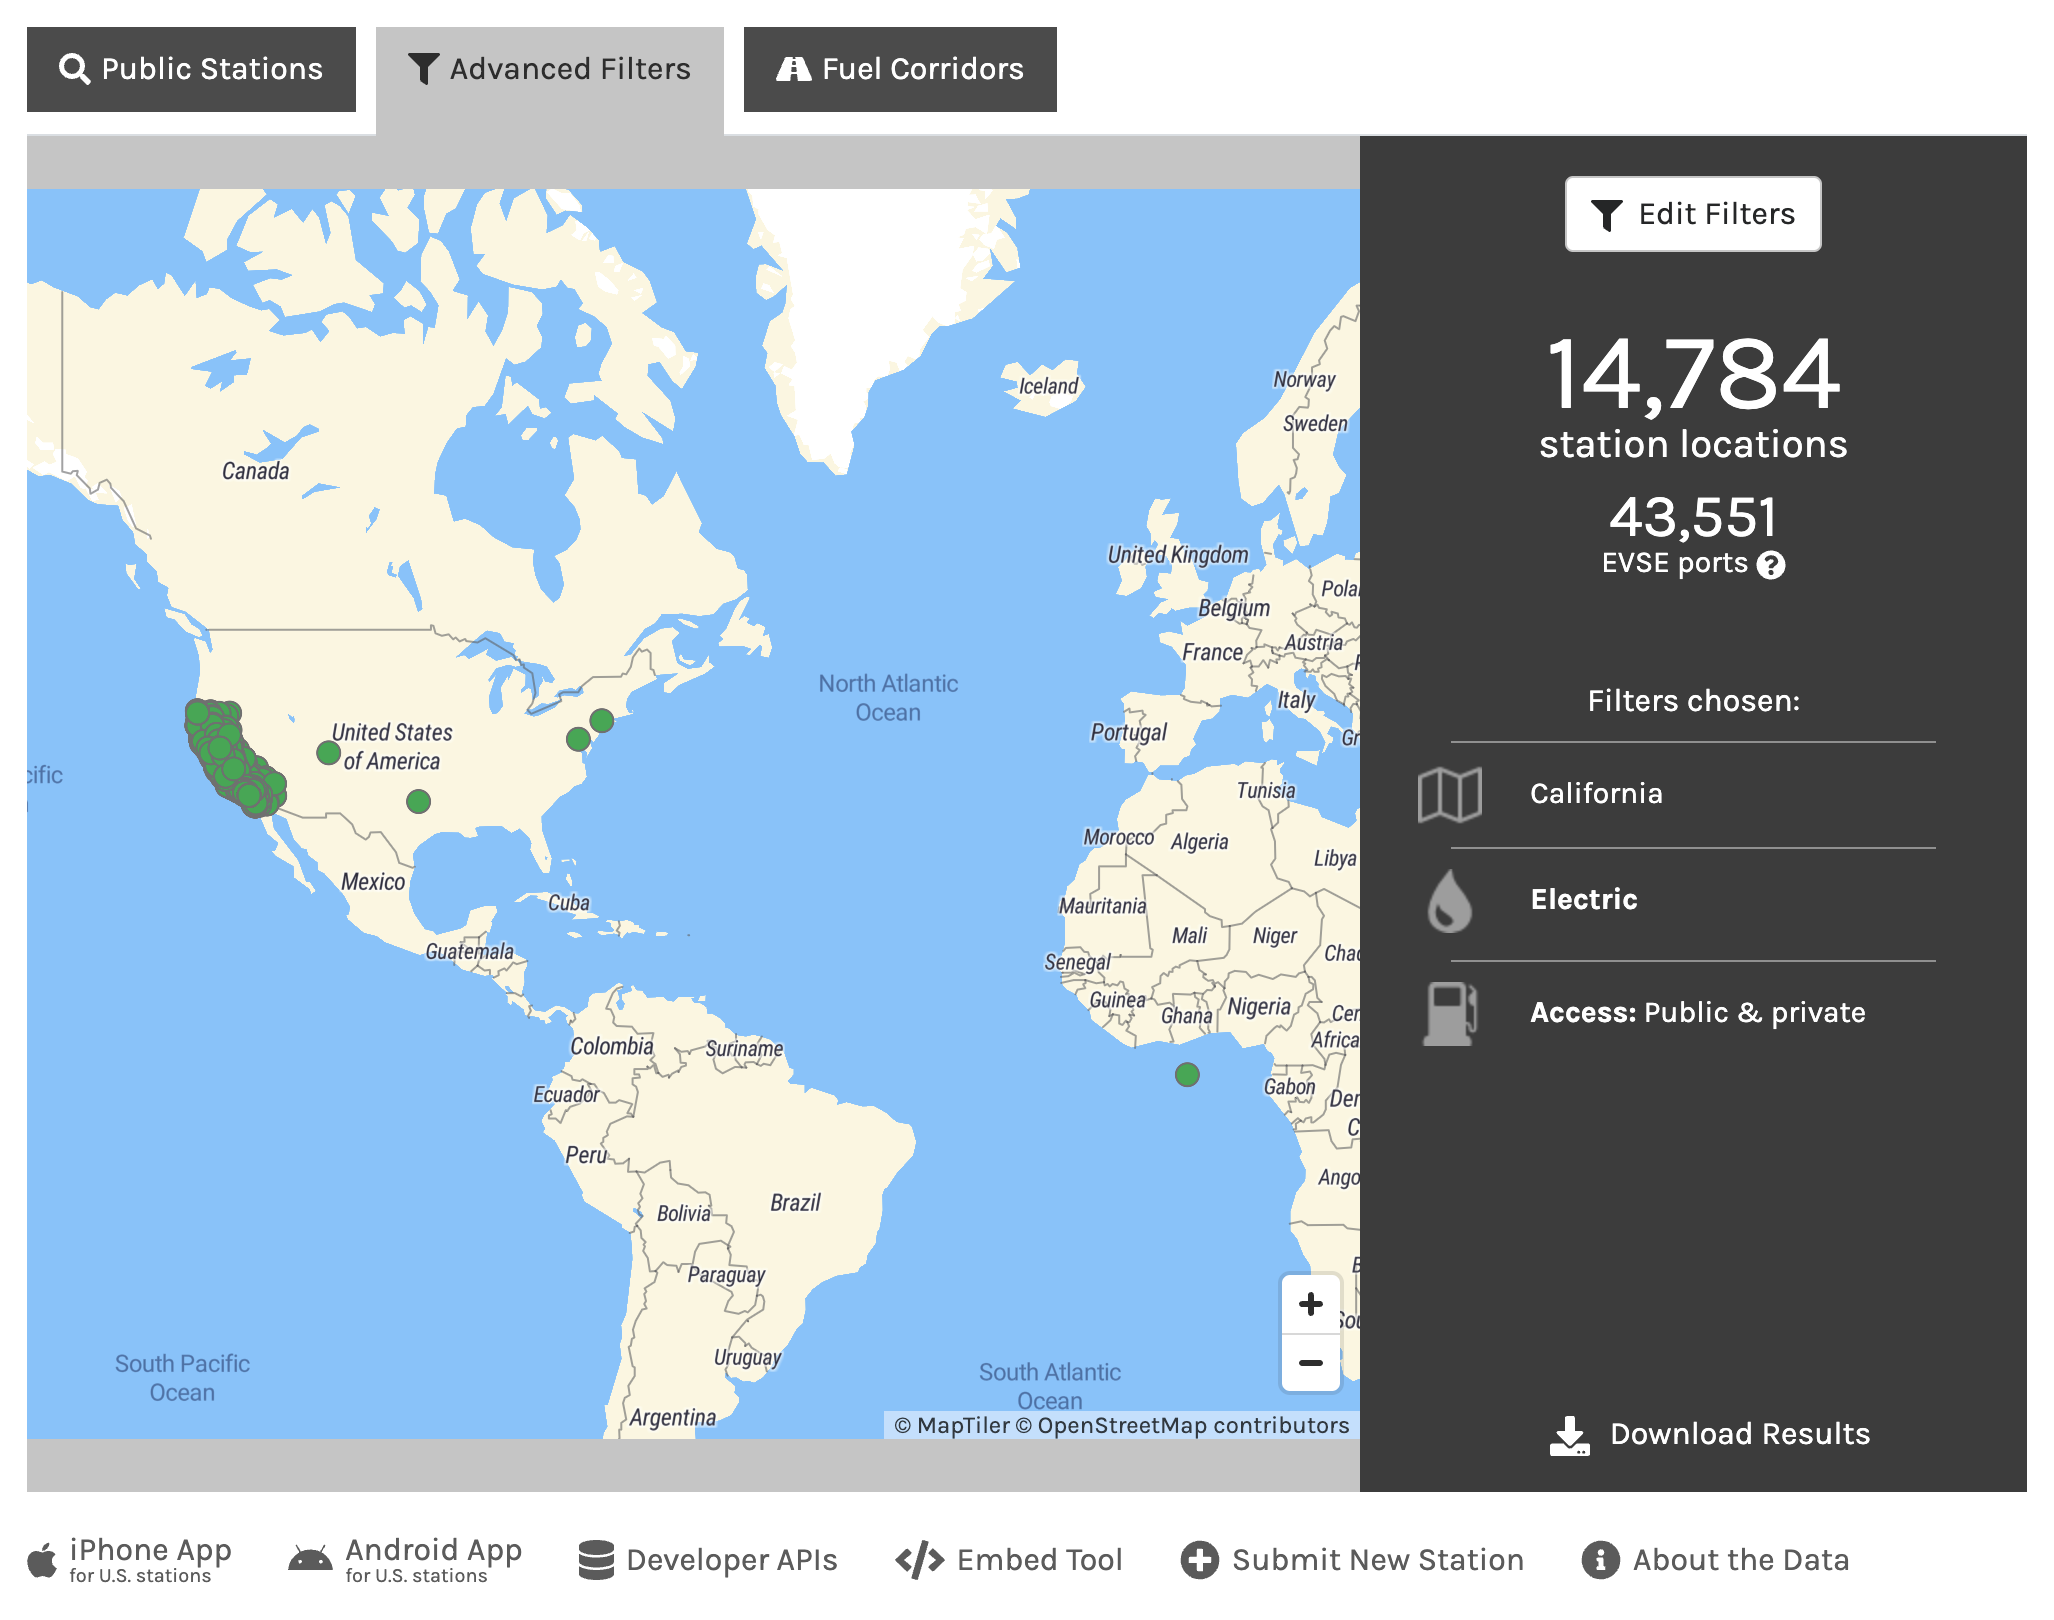 Public Stations
Advanced Filters
Fuel Corridors
Edit Filters
14,784
station locations
43,551
EVSE ports ?
Filters chosen:
California
Electric
Access: Public & private
Download Results
Iceland
Norway
Sweden
Canada
United Kingdom
Polan
Belgium
Austria
France
North Atlantic
Ocean
Italy
United States
of America
Portugal
Gr
cific
Tunisia
Morocco
Algeria
Libya
Mexico
Cuba
Mauritania
Mali
Niger
Guatemala
Chad
Senegal
Guinea
Ghana
Nigeria
Cen
Africa
Colombia
Suriname
Ecuador
Gabon
Der
C
Peru
Ango
Brazil
Bolivia
Paraguay
Sou
Uruguay
South Pacific
Ocean
South Atlantic
Ocean
Argentina
+
−
© MapTiler © OpenStreetMap contributors
iPhone App
for U.S. stations
Android App
for U.S. stations
Developer APIs
Embed Tool
Submit New Station
About the Data